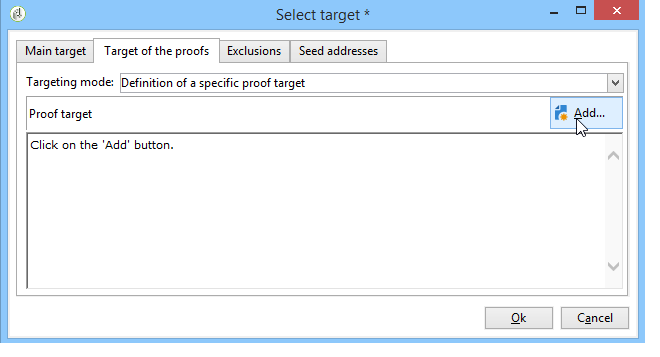 Select target *
Main target Target of the proofs Exclusions Seed addresses
Targeting mode: Definition of a specific proof target
Proof target Add...
Click on the 'Add' button.
Ok Cancel